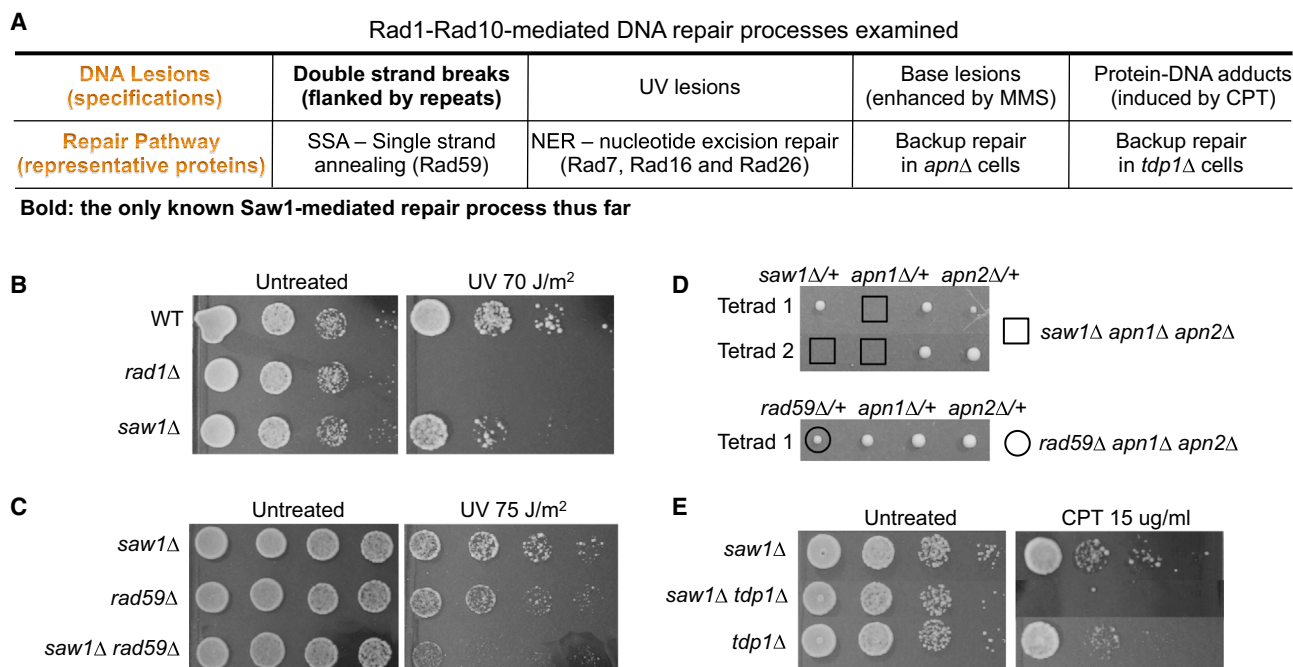 A
Rad1-Rad10-mediated DNA repair processes examined
DNA Lesions
(specifications)
Double strand breaks
(flanked by repeats)
UV lesions
Base lesions
(enhanced by MMS)
Protein-DNA adducts
(induced by CPT)
Repair Pathway
(representative proteins)
SSA – Single strand
annealing (Rad59)
NER – nucleotide excision repair
(Rad7, Rad16 and Rad26)
Backup repair
in apnΔ cells
Backup repair
in tdp1Δ cells
Bold: the only known Saw1-mediated repair process thus far
B
Untreated
UV 70 J/m²
WT
rad1Δ
saw1Δ
C
Untreated
UV 75 J/m²
saw1Δ
rad59Δ
saw1Δ rad59Δ
D
saw1Δ/+ apn1Δ/+ apn2Δ/+
Tetrad 1
Tetrad 2
saw1Δ apn1Δ apn2Δ
rad59Δ/+ apn1Δ/+ apn2Δ/+
Tetrad 1
rad59Δ apn1Δ apn2Δ
E
Untreated
CPT 15 ug/ml
saw1Δ
saw1Δ tdp1Δ
tdp1Δ